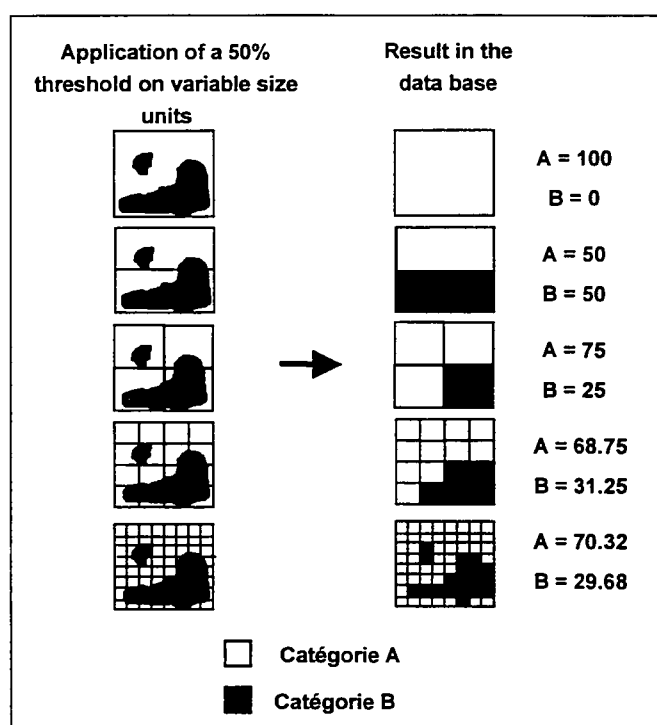 Application of a 50%
threshold on variable size
units
Result in the
data base
A = 100
B = 0
A = 50
B = 50
A = 75
B = 25
A = 68.75
B = 31.25
A = 70.32
B = 29.68
Catégorie A
Catégorie B